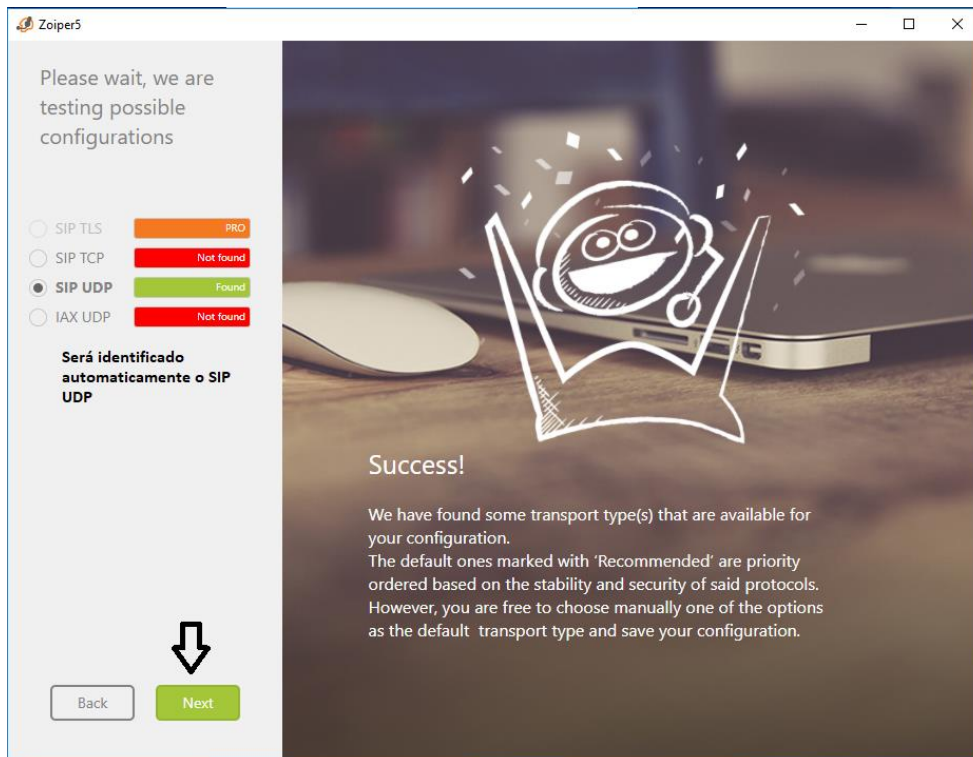 Zoiper5
Please wait, we are
testing possible
configurations
SIP TLS PRO
SIP TCP Not found
SIP UDP Found
IAX UDP Not found
Será identificado
automaticamente o SIP
UDP
Success!
We have found some transport type(s) that are available for
your configuration.
The default ones marked with 'Recommended' are priority
ordered based on the stability and security of said protocols.
However, you are free to choose manually one of the options
as the default transport type and save your configuration.
Back
Next